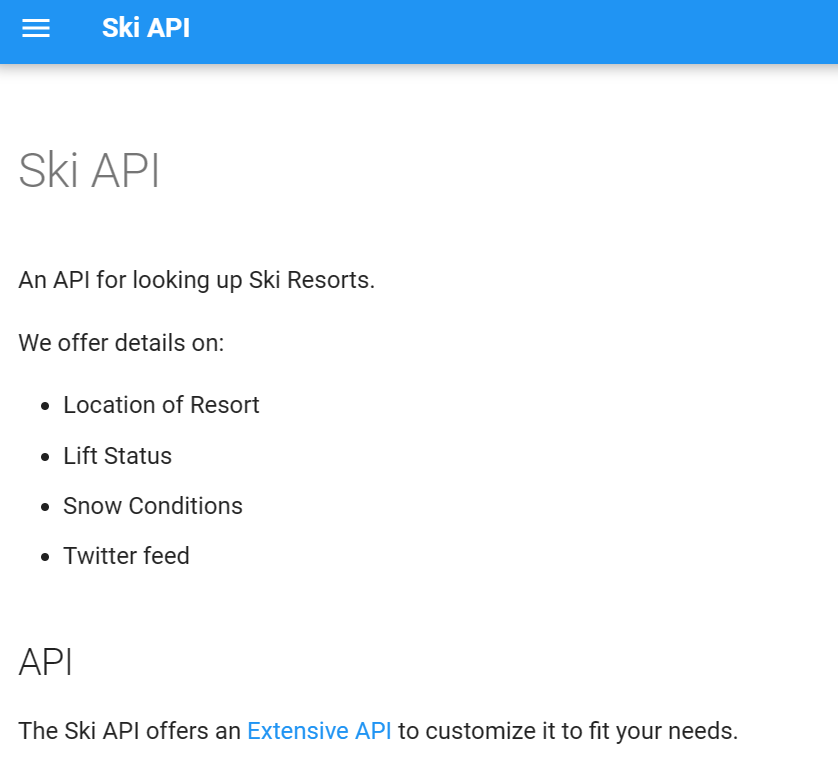 Ski API
Ski API
An API for looking up Ski Resorts.
We offer details on:
Location of Resort
Lift Status
Snow Conditions
Twitter feed
API
The Ski API offers an Extensive API to customize it to fit your needs.